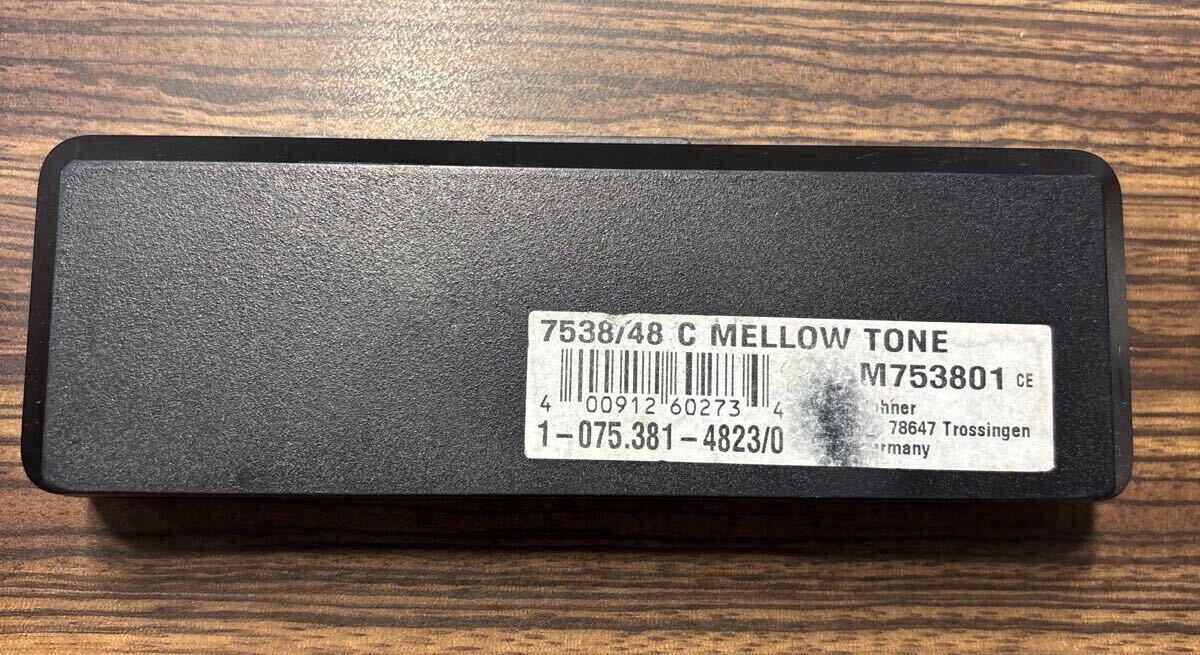 7538/48 C MELLOW TONE
M753801 CE
4 00912 60273 4
1-075.381-4823/0
78647 Trossingen